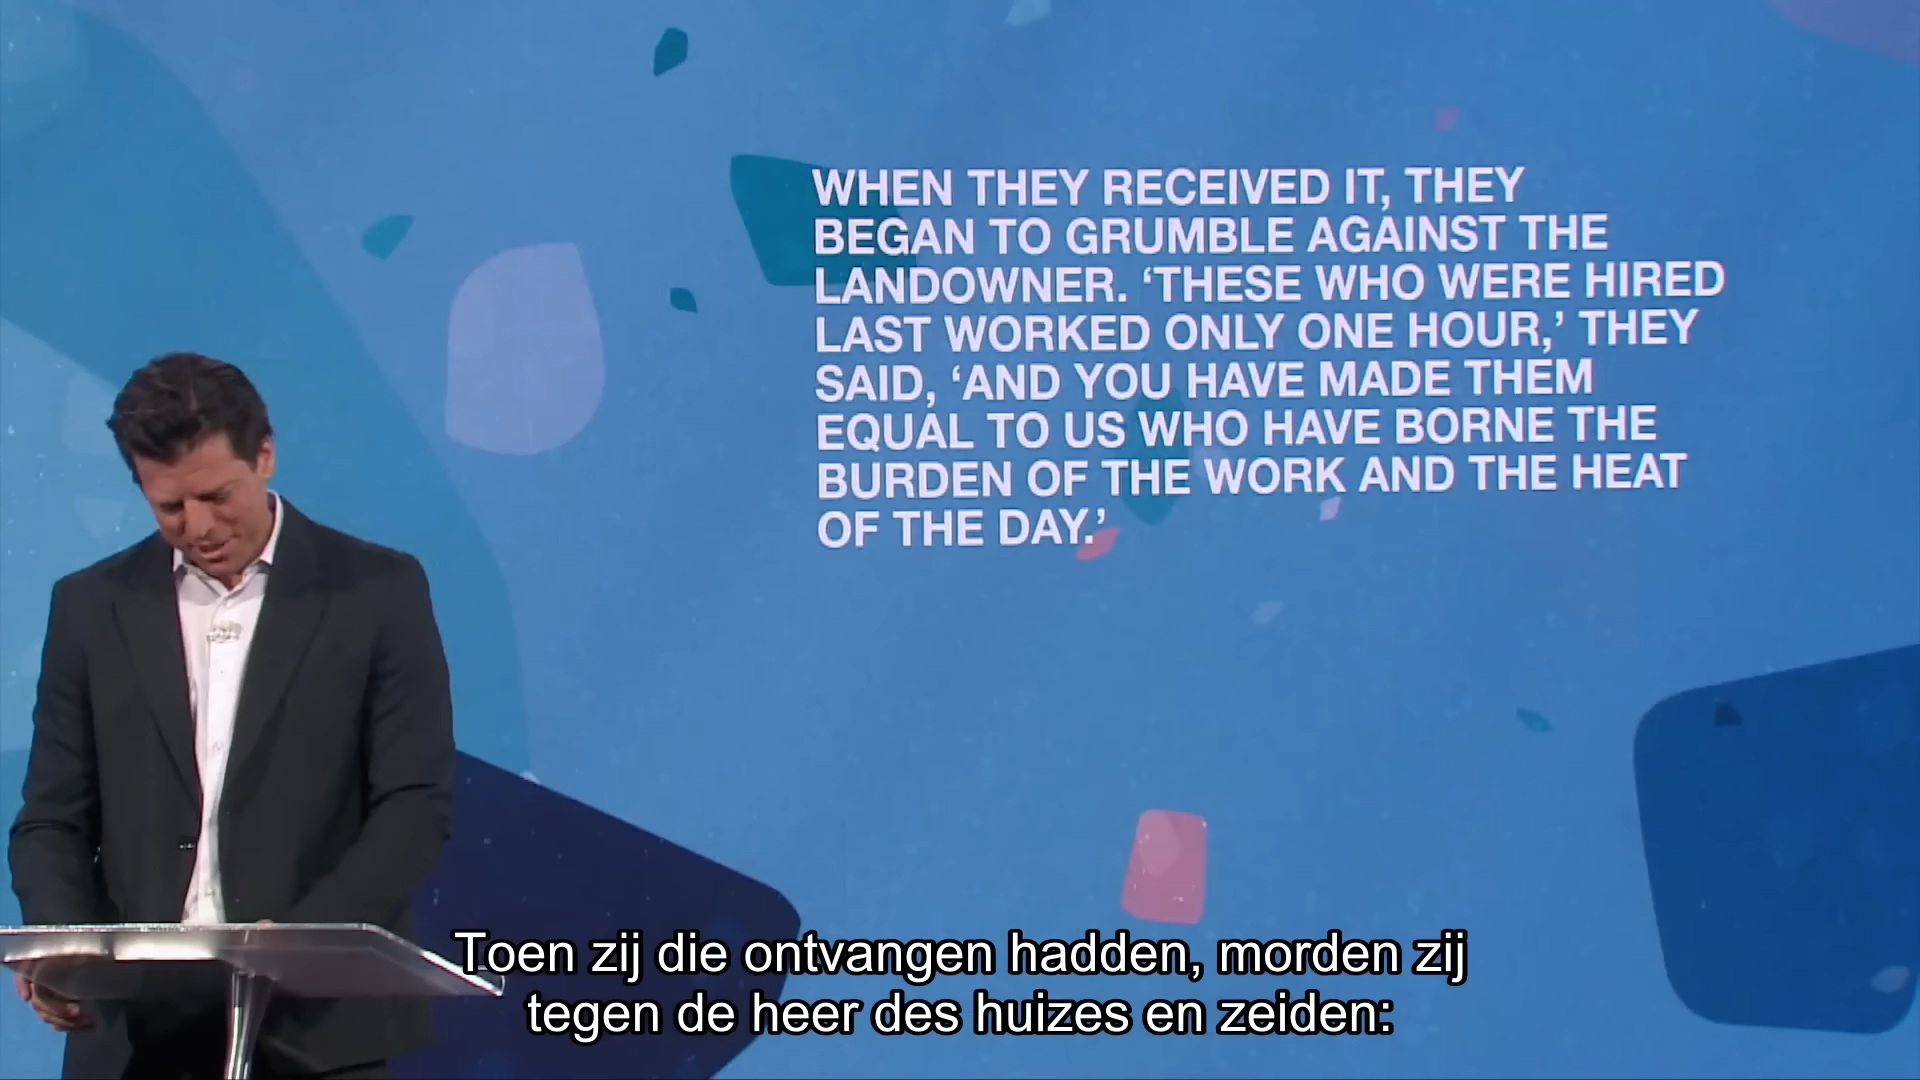 WHEN THEY RECEIVED IT, THEY
BEGAN TO GRUMBLE AGAINST THE
LANDOWNER. ‘THESE WHO WERE HIRED
LAST WORKED ONLY ONE HOUR,’ THEY
SAID, ‘AND YOU HAVE MADE THEM
EQUAL TO US WHO HAVE BORNE THE
BURDEN OF THE WORK AND THE HEAT
OF THE DAY.’
Toen zij die ontvangen hadden, morden zij
tegen de heer des huizes en zeiden: